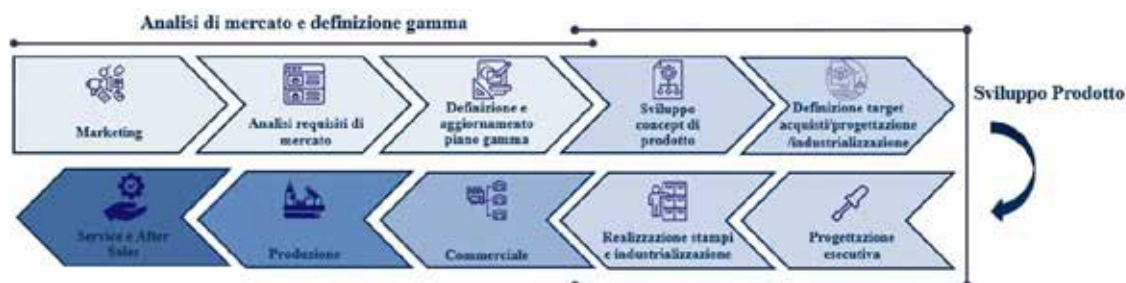 Analisi di mercato e definizione gamma
Marketing
Analisi requisiti di
mercato
Definizione e
aggiornamento
piano gamma
Sviluppo
concept di
prodotto
Definizione target
acquisti/progettazione
/industrializzazione
Sviluppo Prodotto
Service e After
Sales
Produzione
Commerciale
Realizzazione stampi
e industrializzazione
Progettazione
esecutiva